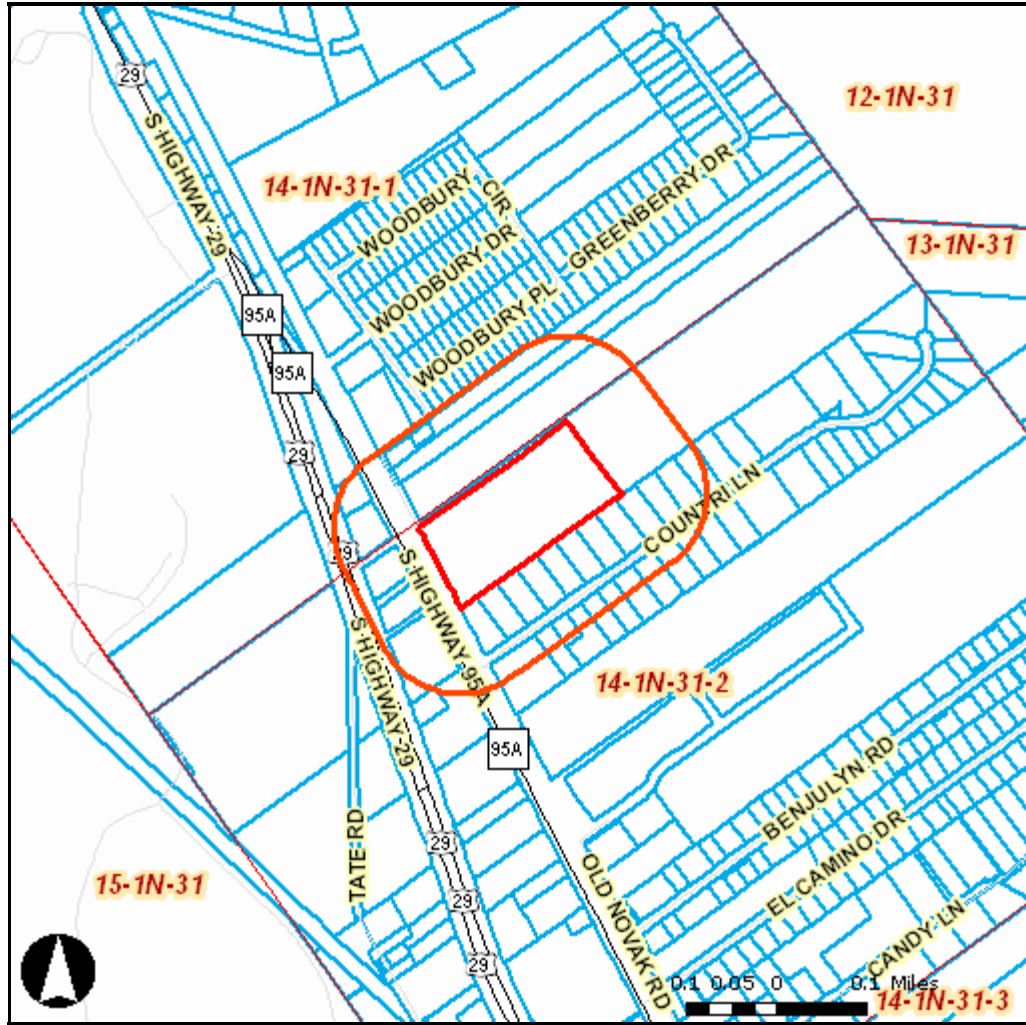 29
12-1N-31
S HIGHWAY 29
14-1N-31-1
WOODBURY CIR
GREENBERRY DR
WOODBURY DR
13-1N-31
WOODBURY PL
95A
95A
29
COUNTRI LN
29
S HIGHWAY 95A
S HIGHWAY 29
14-1N-31-2
95A
BENJULYN RD
TATE RD
29
EL CAMINO DR
15-1N-31
OLD NOVAK RD
29
CANDY LN
29
0.1 0.05 0 0.1 Miles
14-1N-31-3